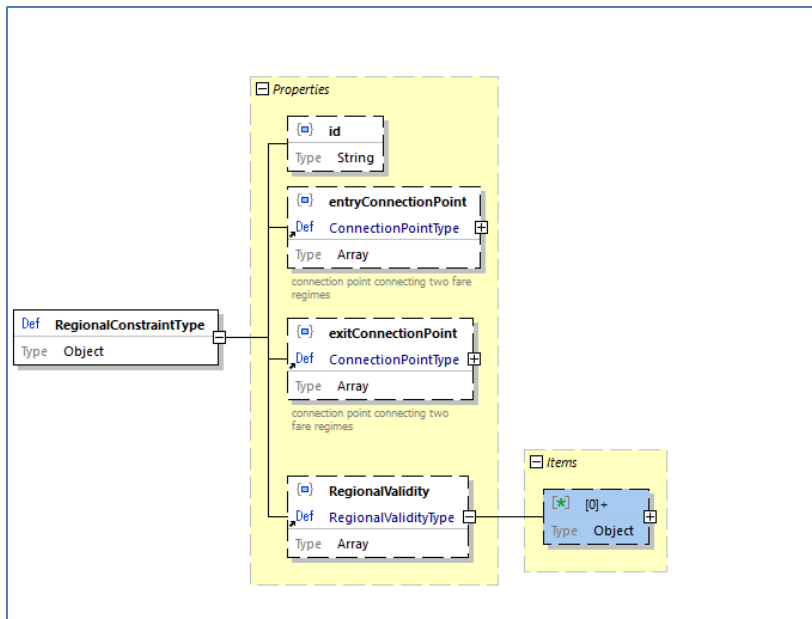 Properties
id
Type String
entryConnectionPoint
Def ConnectionPointType
Type Array
connection point connecting two fare
regimes
Def RegionalConstraintType
Type Object
exitConnectionPoint
Def ConnectionPointType
Type Array
connection point connecting two
fare regimes
RegionalValidity
Def RegionalValidityType
Type Array
Items
[*] [0]+
Type Object